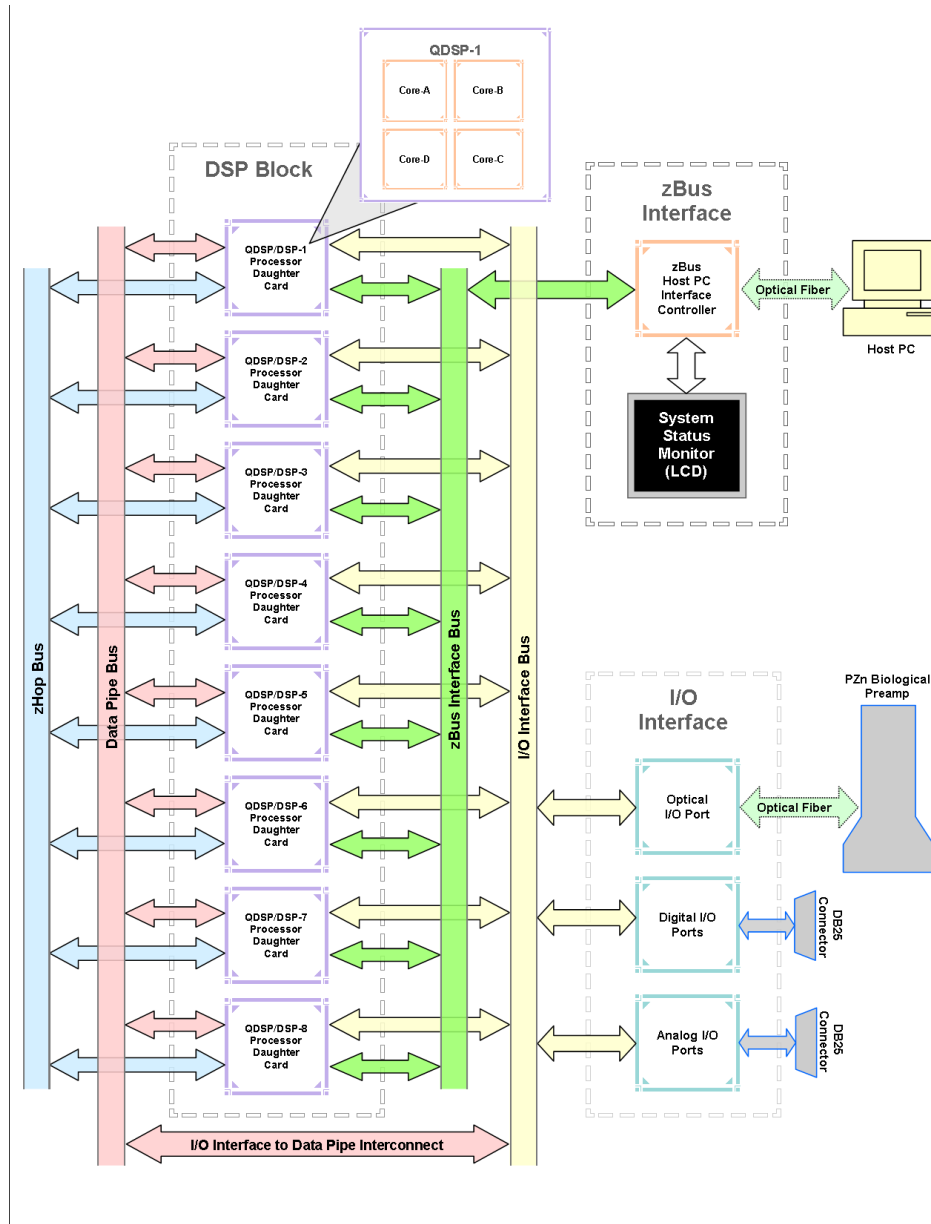 QDSP-1
Core-A
Core-B
Core-D
Core-C
DSP Block
zBus
Interface
QDSP/DSP-1
Processor
Daughter
Card
zBus
Host PC
Interface
Controller
Optical Fiber
Host PC
QDSP/DSP-2
Processor
Daughter
Card
System
Status
Monitor
(LCD)
QDSP/DSP-3
Processor
Daughter
Card
QDSP/DSP-4
Processor
Daughter
Card
zHop Bus
Data Pipe Bus
zBus Interface Bus
I/O Interface Bus
QDSP/DSP-5
Processor
Daughter
Card
I/O
Interface
PZn Biological
Preamp
QDSP/DSP-6
Processor
Daughter
Card
Optical
I/O Port
Optical Fiber
QDSP/DSP-7
Processor
Daughter
Card
Digital I/O
Ports
DB25
Connector
QDSP/DSP-8
Processor
Daughter
Card
Analog I/O
Ports
DB25
Connector
I/O Interface to Data Pipe Interconnect